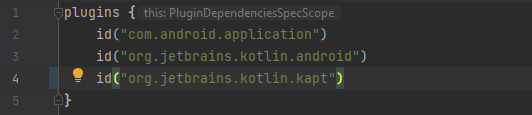 1 plugins { this: PluginDependenciesSpecScope
2 id("com.android.application")
3 id("org.jetbrains.kotlin.android")
4 id("org.jetbrains.kotlin.kapt")
5 }